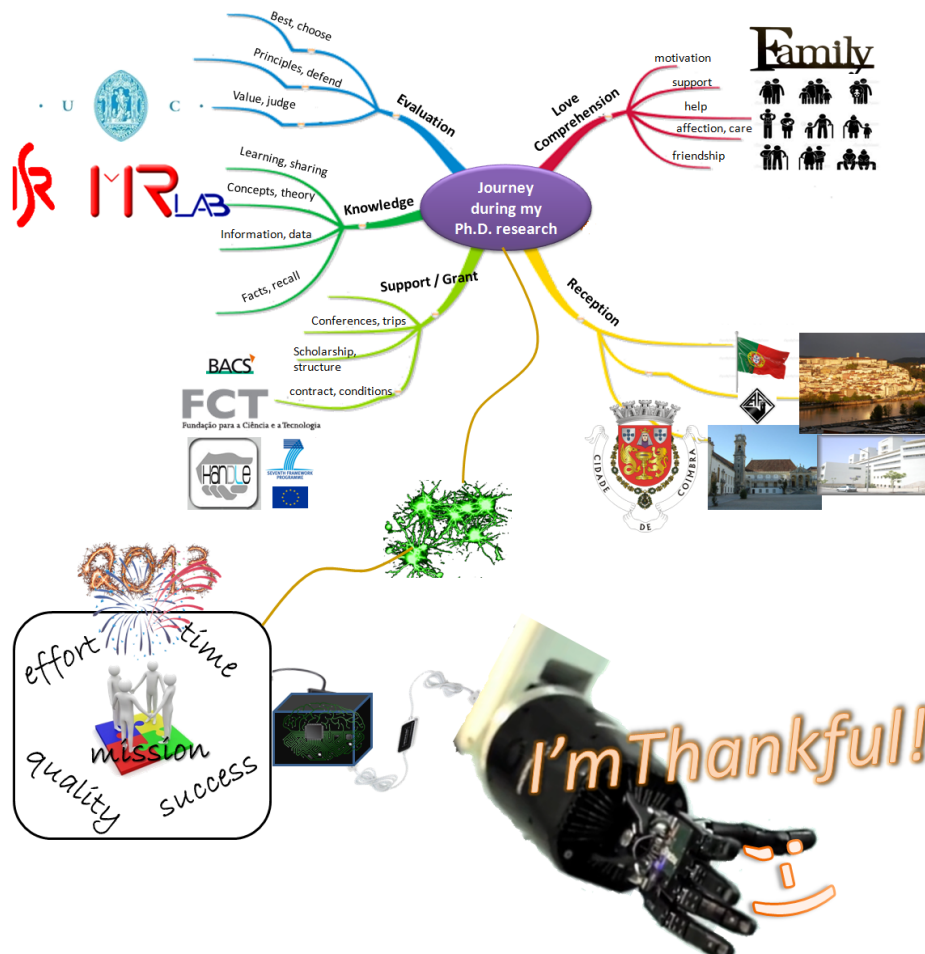 Best, choose
Principles, defend
Value, judge
Evaluation
· U C ·
ISR
MRLAB
Learning, sharing
Concepts, theory
Information, data
Facts, recall
Knowledge
Journey
during my
Ph.D. research
Love
Comprehension
motivation
support
help
affection, care
friendship
Family
Support / Grant
Conferences, trips
Scholarship,
structure
contract, conditions
BACS
FCT
Fundação para a Ciência e a Tecnologia
HANDLE
7
SEVENTH FRAMEWORK
PROGRAMME
Reception
CIDADE
DE
COIMBRA
2013
effort
time
mission
quality
success
I'mThankful!